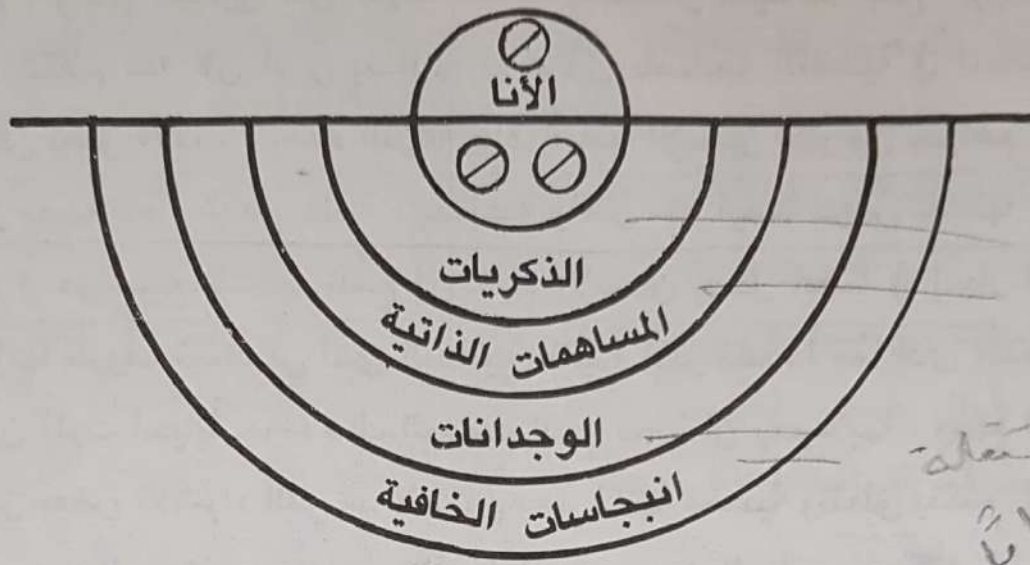 الأنا
الذكريات
المساهمات الذاتية
الوجدانات
انبجاسات الخافية